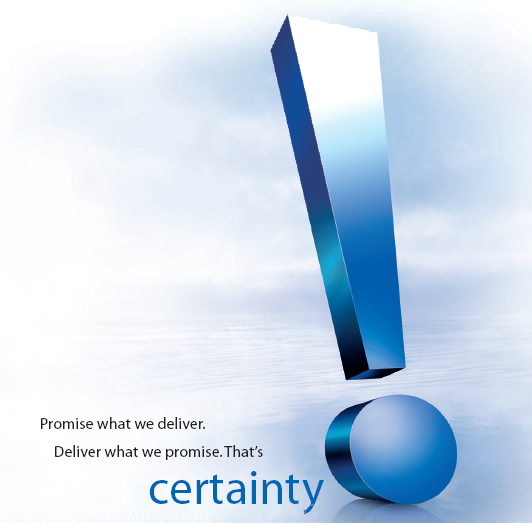 Promise what we deliver.
Deliver what we promise. That's
certainty